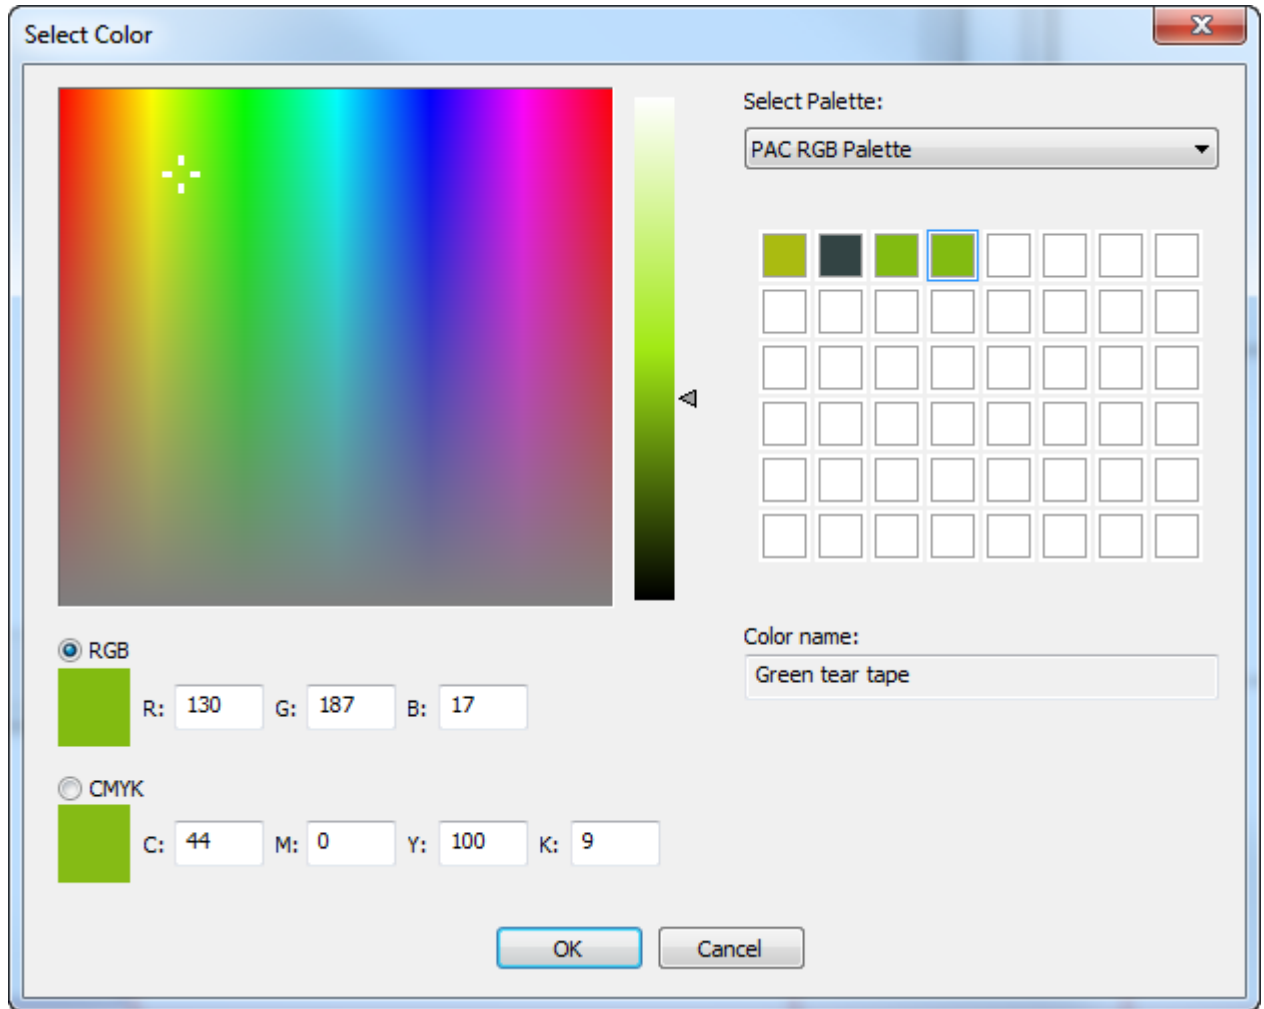 Select Color
Select Palette:
PAC RGB Palette
Color name:
Green tear tape
RGB
R: 130 G: 187 B: 17
CMYK
C: 44 M: 0 Y: 100 K: 9
OK Cancel